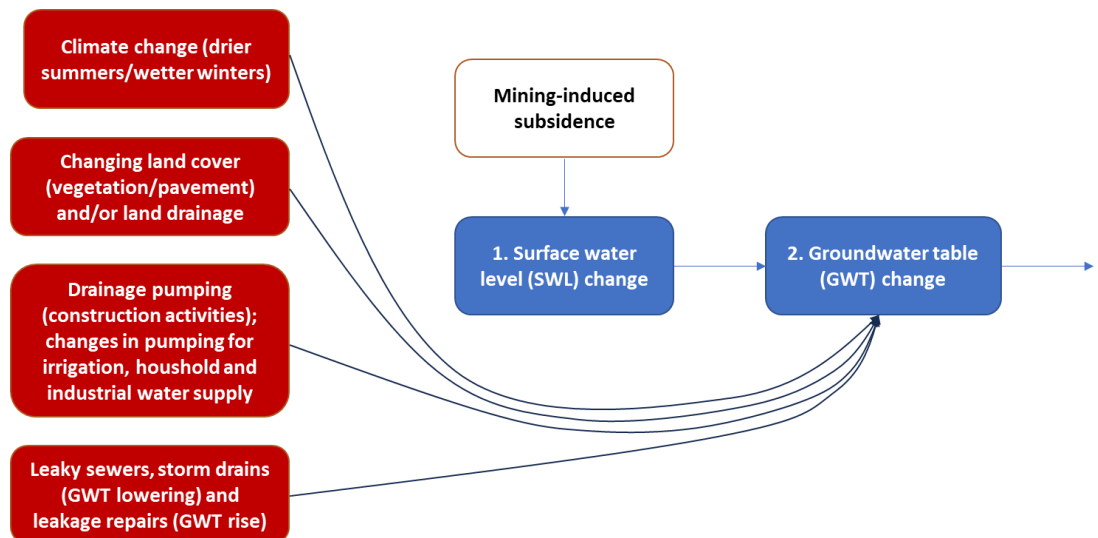 Climate change (drier
summers/wetter winters)
Changing land cover
(vegetation/pavement)
and/or land drainage
Drainage pumping
(construction activities);
changes in pumping for
irrigation, houshold and
industrial water supply
Leaky sewers, storm drains
(GWT lowering) and
leakage repairs (GWT rise)
Mining-induced
subsidence
1. Surface water
level (SWL) change
2. Groundwater table
(GWT) change